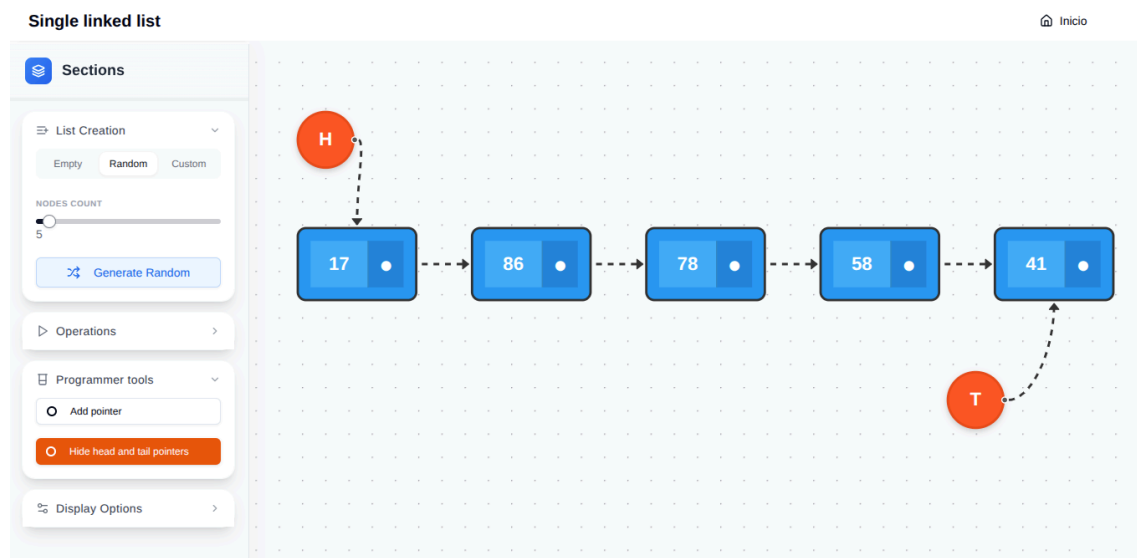 Single linked list
Inicio
Sections
List Creation
Empty Random Custom
NODES COUNT
5
Generate Random
Operations
Programmer tools
Add pointer
Hide head and tail pointers
Display Options
H
17 86 78 58 41
T